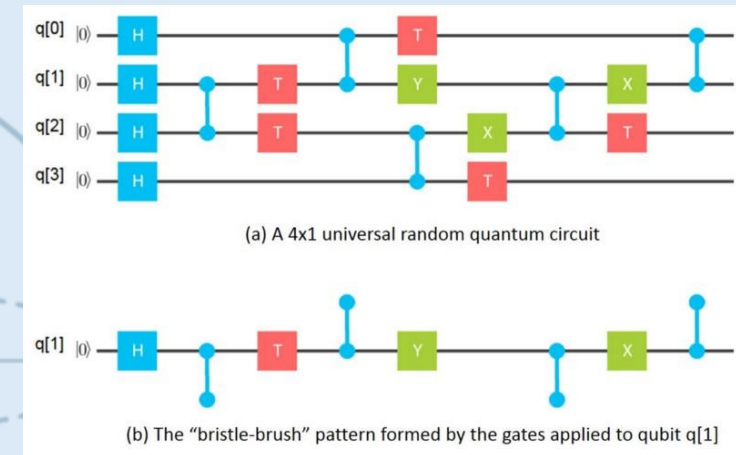 q[0] |0⟩ H T
q[1] |0⟩ H T Y X
q[2] |0⟩ H T X T
q[3] |0⟩ H T
(a) A 4x1 universal random quantum circuit
q[1] |0⟩ H T Y X
(b) The “bristle-brush” pattern formed by the gates applied to qubit q[1]